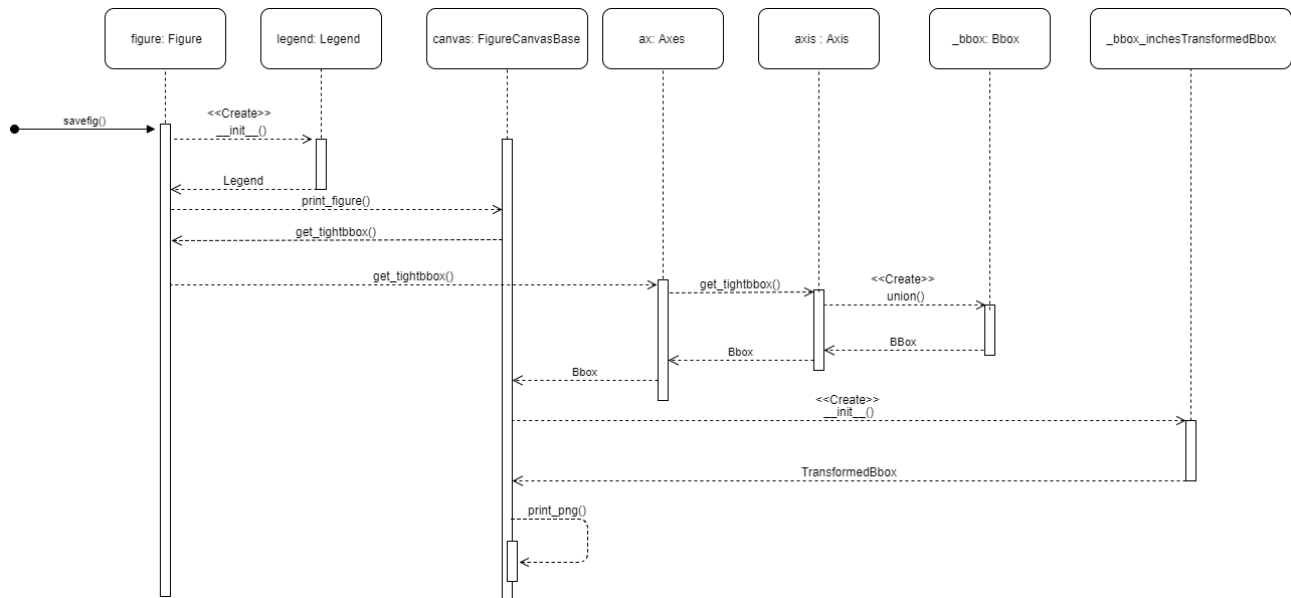 figure: Figure
legend: Legend
canvas: FigureCanvasBase
ax: Axes
axis : Axis
_bbox: Bbox
_bbox_inchesTransformedBbox
savefig()
<<Create>>
__init__()
Legend
print_figure()
get_tightbbox()
get_tightbbox()
get_tightbbox()
<<Create>>
union()
BBox
Bbox
Bbox
<<Create>>
__init__()
TransformedBbox
print_png()